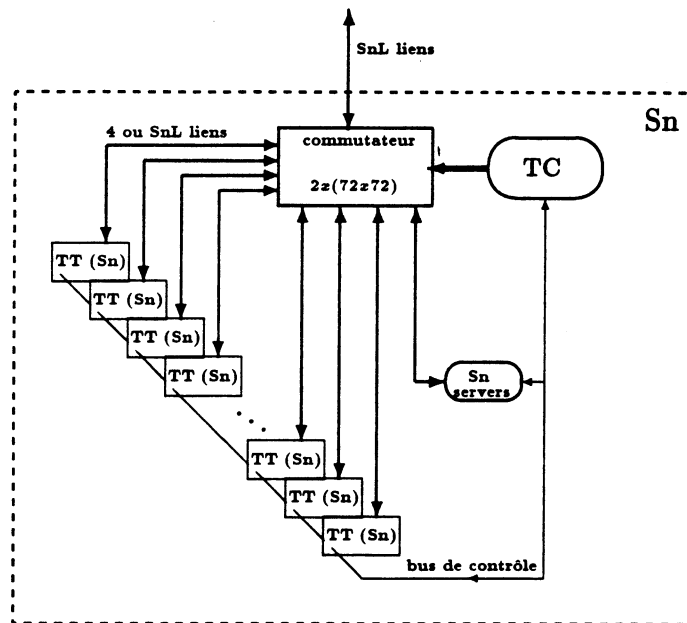 SnL liens
Sn
4 ou SnL liens
commutateur
2x(72x72)
TC
TT (Sn)
TT (Sn)
TT (Sn)
TT (Sn)
Sn
servers
TT (Sn)
TT (Sn)
TT (Sn)
bus de contrôle